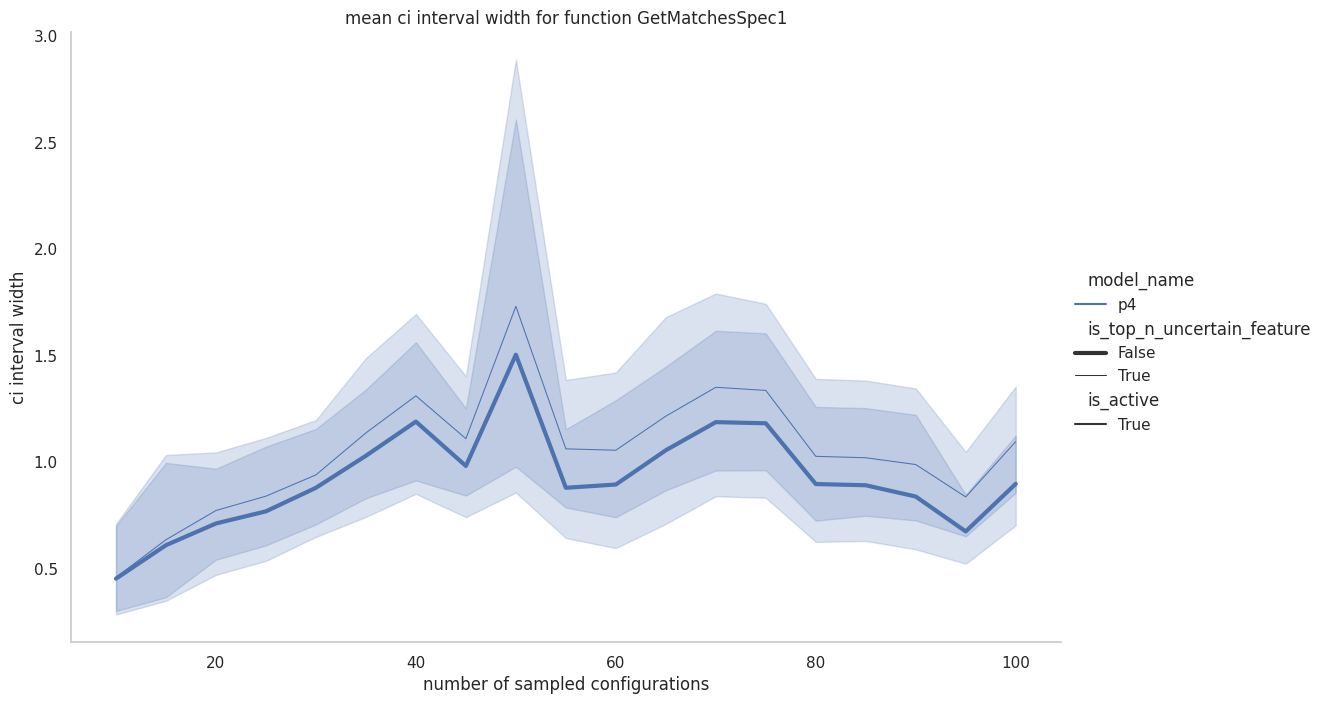 mean ci interval width for function GetMatchesSpec1
3.0
2.5
2.0
1.5
1.0
0.5
ci interval width
20
40
60
80
100
number of sampled configurations
model_name
p4
is_top_n_uncertain_feature
False
True
is_active
True